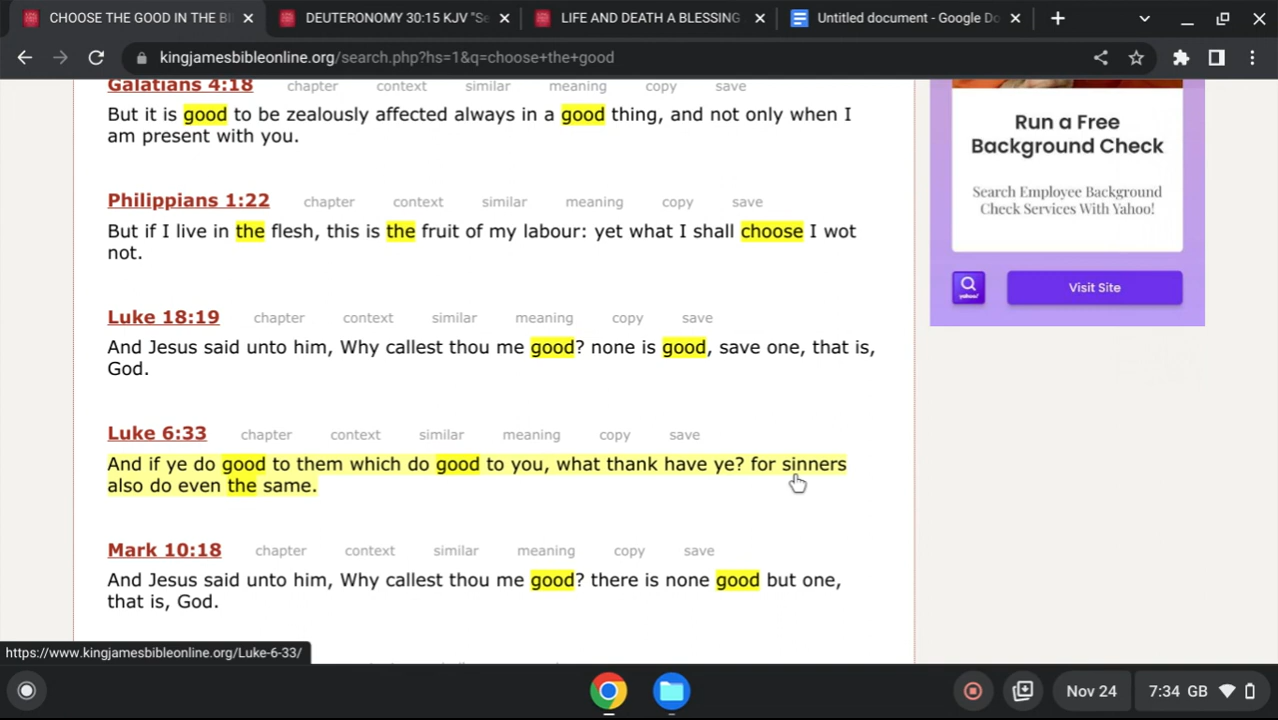 CHOOSE THE GOOD IN THE BI
DEUTERONOMY 30:15 KJV "Se
LIFE AND DEATH A BLESSING
Untitled document - Google Do
kingjamesbibleonline.org/search.php?hs=1&q=choose+the+good
Galatians 4:18 chapter context similar meaning copy save
But it is good to be zealously affected always in a good thing, and not only when I
am present with you.
Philippians 1:22 chapter context similar meaning copy save
But if I live in the flesh, this is the fruit of my labour: yet what I shall choose I wot
not.
Luke 18:19 chapter context similar meaning copy save
And Jesus said unto him, Why callest thou me good? none is good, save one, that is,
God.
Luke 6:33 chapter context similar meaning copy save
And if ye do good to them which do good to you, what thank have ye? for sinners
also do even the same.
Mark 10:18 chapter context similar meaning copy save
And Jesus said unto him, Why callest thou me good? there is none good but one,
that is, God.
Run a Free
Background Check
Search Employee Background
Check Services With Yahoo!
yahoo!
Visit Site
https://www.kingjamesbibleonline.org/Luke-6-33/
Nov 24
7:34 GB